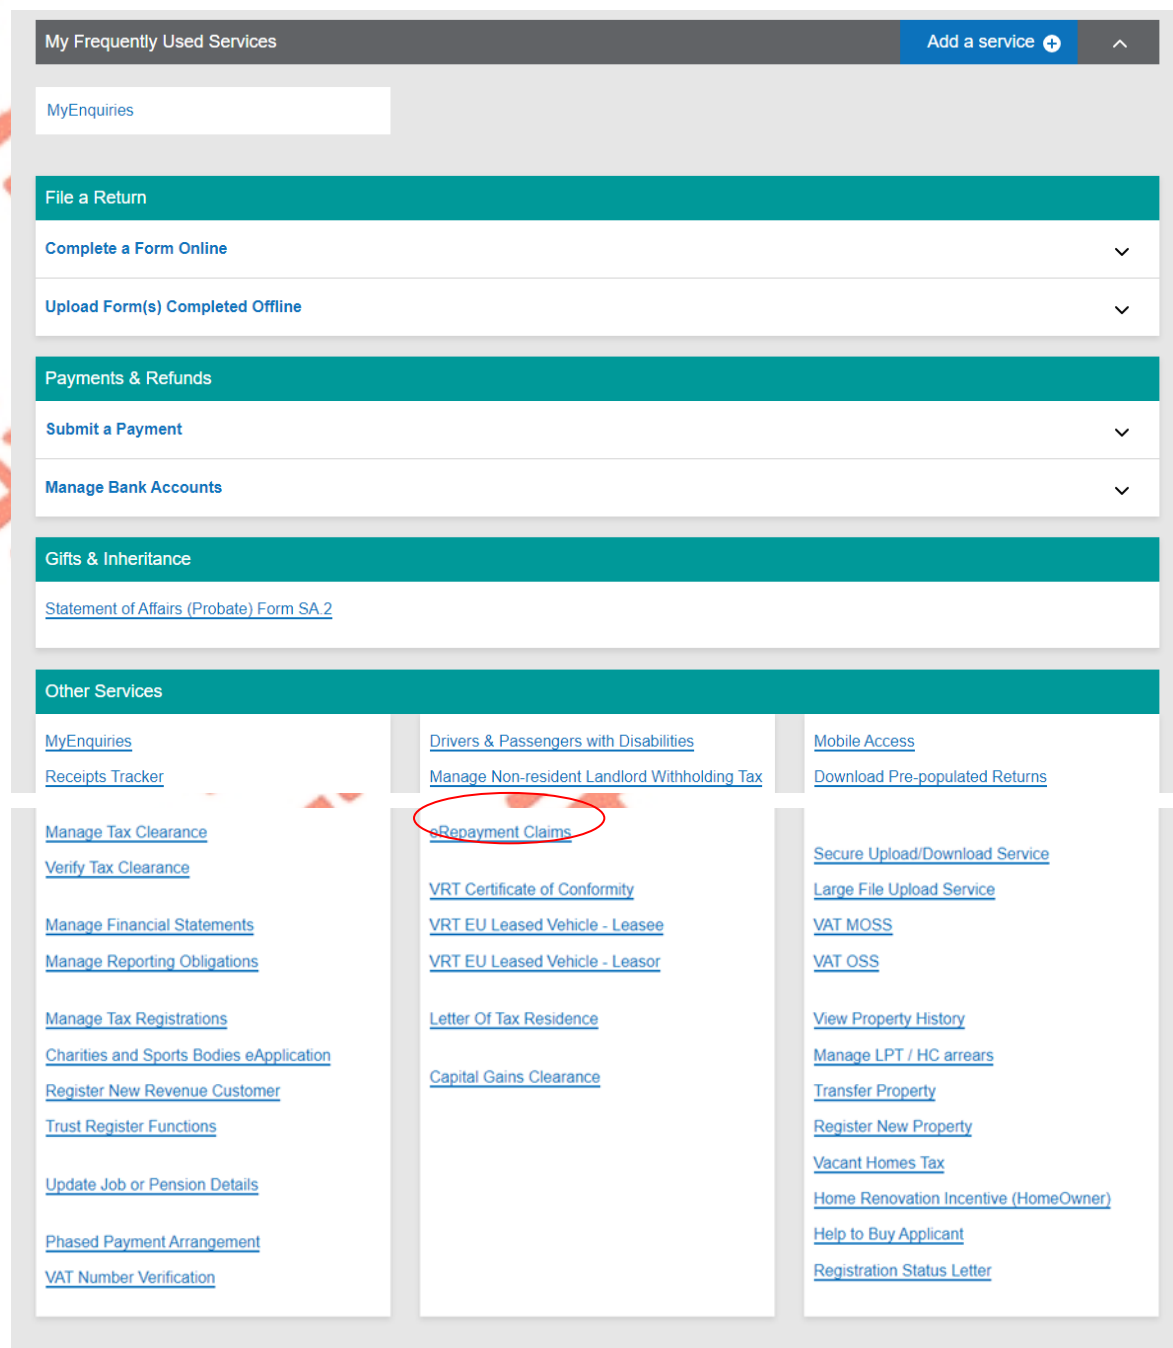 My Frequently Used Services
Add a service
MyEnquiries
File a Return
Complete a Form Online
Upload Form(s) Completed Offline
Payments & Refunds
Submit a Payment
Manage Bank Accounts
Gifts & Inheritance
Statement of Affairs (Probate) Form SA.2
Other Services
MyEnquiries
Receipts Tracker
Manage Tax Clearance
Verify Tax Clearance
Manage Financial Statements
Manage Reporting Obligations
Manage Tax Registrations
Charities and Sports Bodies eApplication
Register New Revenue Customer
Trust Register Functions
Update Job or Pension Details
Phased Payment Arrangement
VAT Number Verification
Drivers & Passengers with Disabilities
Manage Non-resident Landlord Withholding Tax
eRepayment Claims
VRT Certificate of Conformity
VRT EU Leased Vehicle - Leasee
VRT EU Leased Vehicle - Leasor
Letter Of Tax Residence
Capital Gains Clearance
Mobile Access
Download Pre-populated Returns
Secure Upload/Download Service
Large File Upload Service
VAT MOSS
VAT OSS
View Property History
Manage LPT / HC arrears
Transfer Property
Register New Property
Vacant Homes Tax
Home Renovation Incentive (HomeOwner)
Help to Buy Applicant
Registration Status Letter